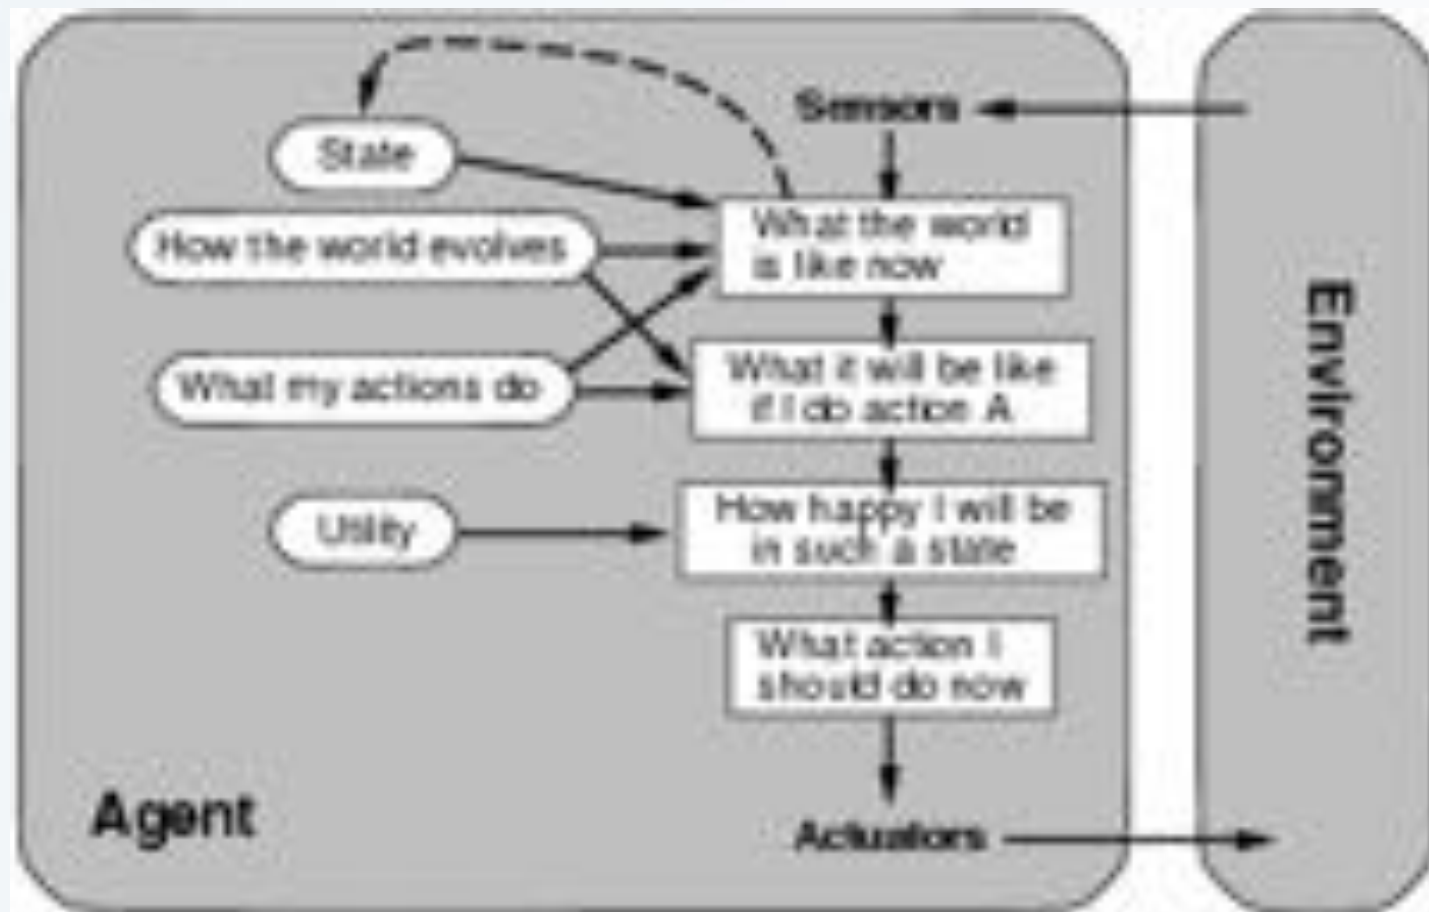 Sensors
State
What the world
is like now
How the world evolves
What it will be like
if I do action A
What my actions do
How happy I will be
in such a state
Utility
What action I
should do now
Agent
Actuators
Environment